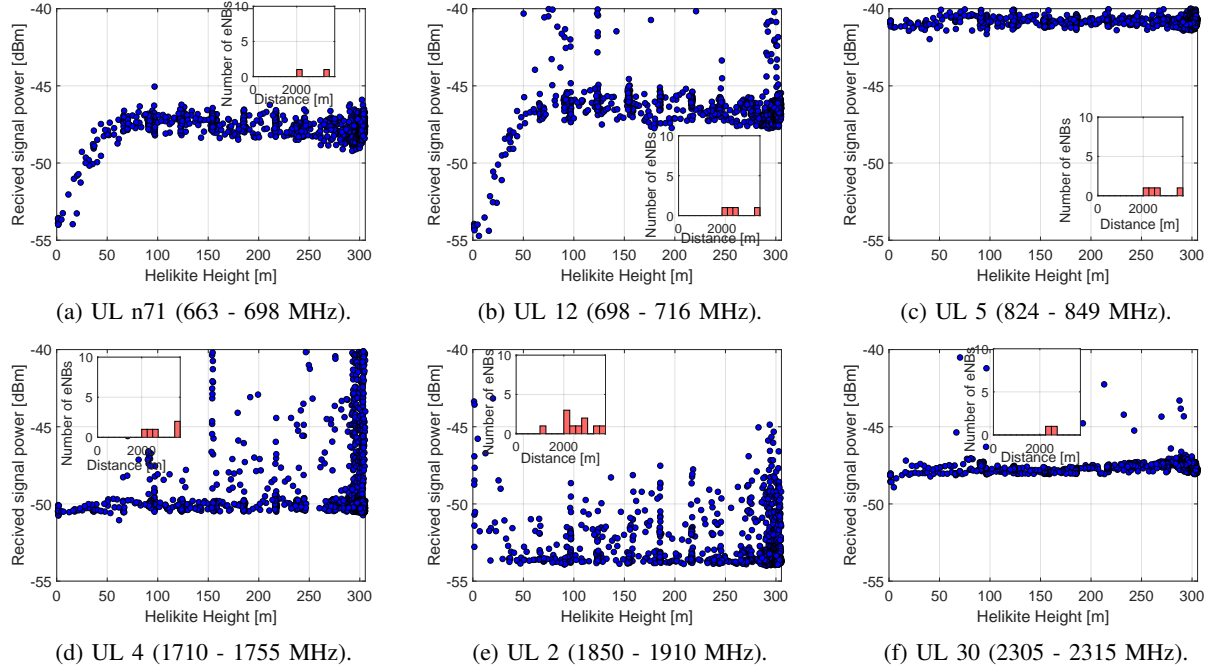 -40
-45
-50
-55
Recived signal power [dBm]
0 50 100 150 200 250 300
Helikite Height [m]
10
5
0
Number of eNBs
2000
Distance [m]
(a) UL n71 (663 - 698 MHz).
-40
-45
-50
-55
Recived signal power [dBm]
0 50 100 150 200 250 300
Helikite Height [m]
10
5
0
Number of eNBs
0 2000
Distance [m]
(b) UL 12 (698 - 716 MHz).
-40
-45
-50
-55
Recived signal power [dBm]
0 50 100 150 200 250 300
Helikite Height [m]
10
5
0
Number of eNBs
0 2000
Distance [m]
(c) UL 5 (824 - 849 MHz).
-40
-45
-50
-55
Recived signal power [dBm]
0 50 100 150 200 250 300
Helikite Height [m]
10
5
0
Number of eNBs
0 2000
Distance [m]
(d) UL 4 (1710 - 1755 MHz).
-40
-45
-50
-55
Recived signal power [dBm]
0 50 100 150 200 250 300
Helikite Height [m]
10
5
0
Number of eNBs
0 2000
Distance [m]
(e) UL 2 (1850 - 1910 MHz).
-40
-45
-50
-55
Recived signal power [dBm]
0 50 100 150 200 250 300
Helikite Height [m]
10
5
0
Number of eNBs
0 2000
Distance [m]
(f) UL 30 (2305 - 2315 MHz).